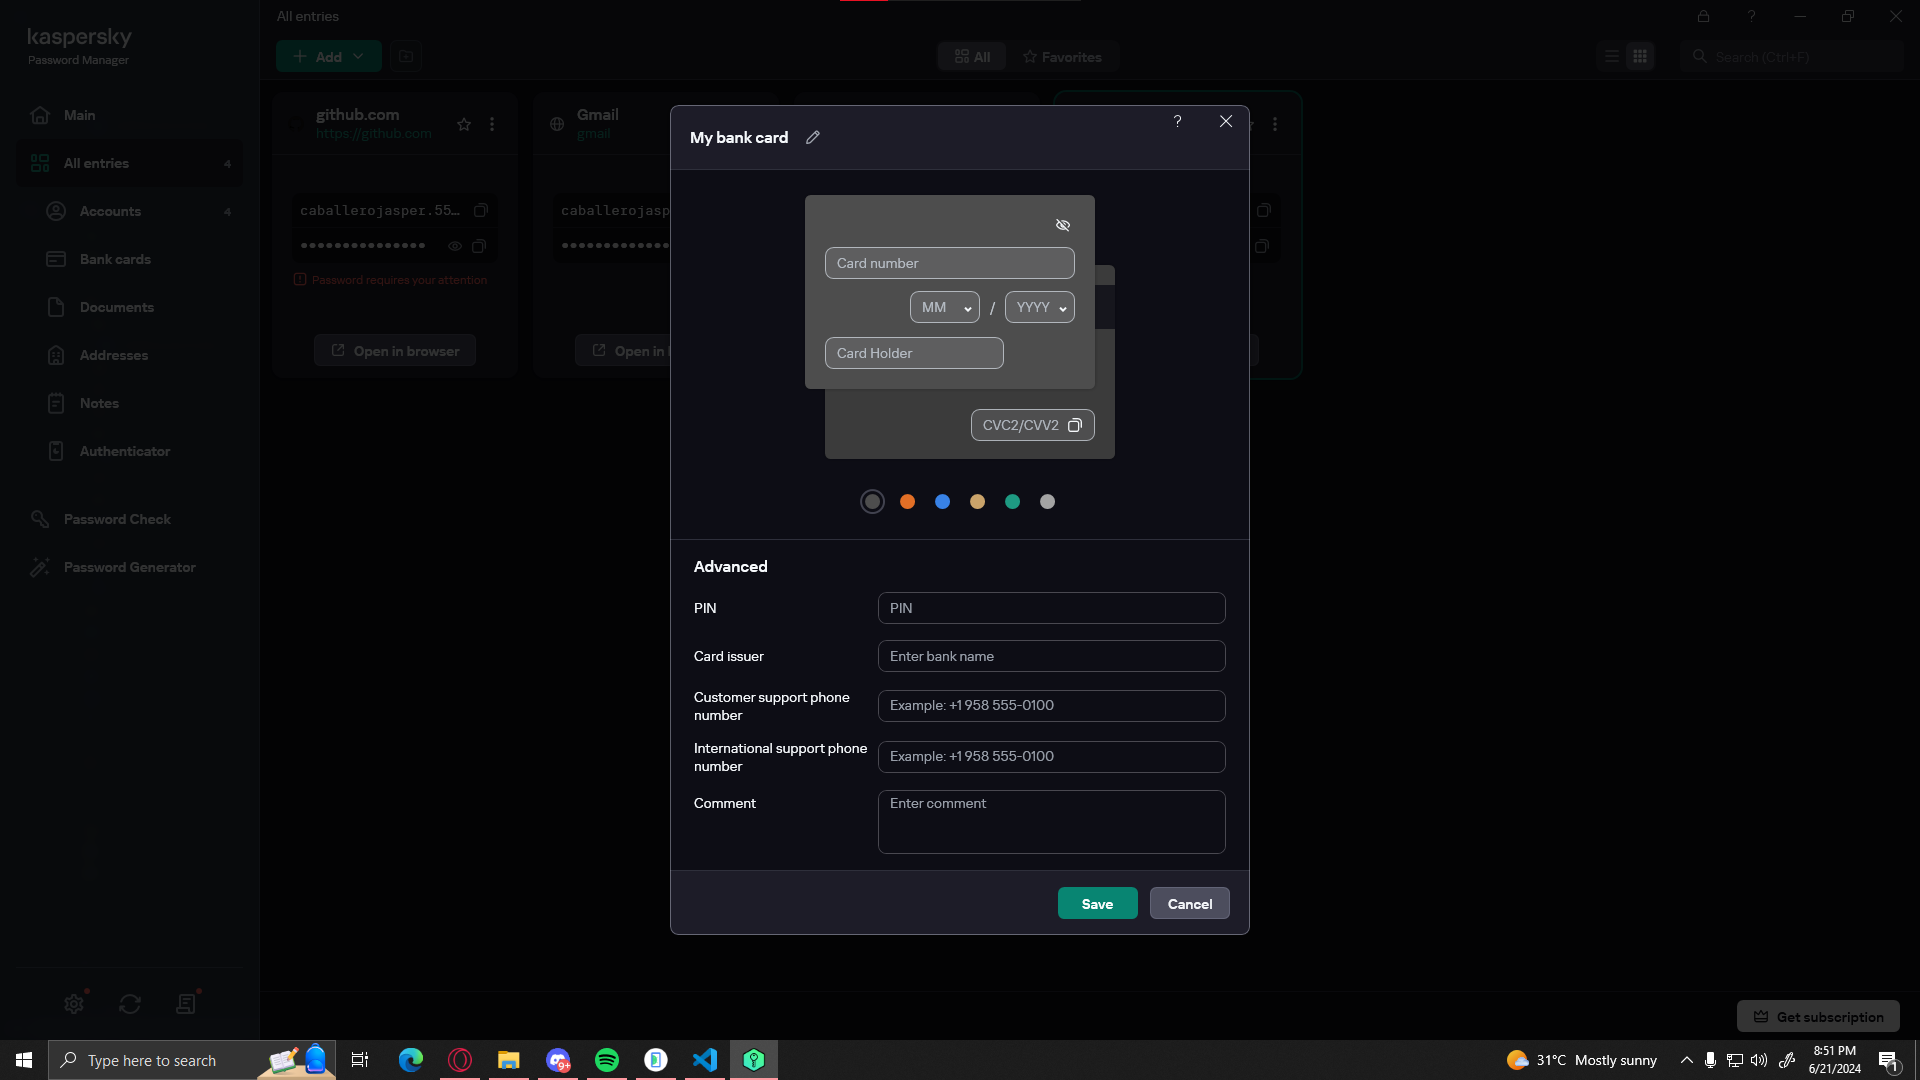 All entries
kaspersky
Password Manager
Add
All
Favorites
Search (Ctrl+F)
Main
All entries 4
Accounts 4
Bank cards
Documents
Addresses
Notes
Authenticator
Password Check
Password Generator
github.com
https://github.com
caballerojasper.55...
Password requires your attention
Open in browser
Gmail
gmail
caballerojasp
Open in
My bank card
?
Card number
MM / YYYY
Card Holder
CVC2/CVV2
Advanced
PIN
PIN
Card issuer
Enter bank name
Customer support phone
number
Example: +1 958 555-0100
International support phone
number
Example: +1 958 555-0100
Comment
Enter comment
Save
Cancel
Get subscription
Type here to search
9+
31°C Mostly sunny
8:51 PM
6/21/2024
1